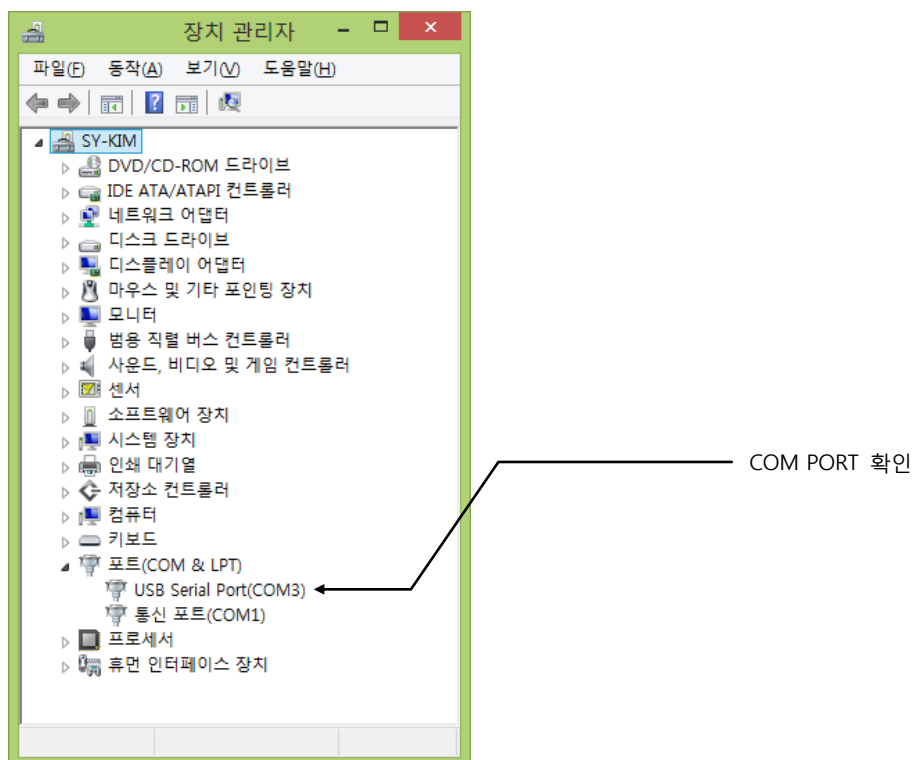 장치 관리자
파일(F) 동작(A) 보기(V) 도움말(H)
SY-KIM
DVD/CD-ROM 드라이브
IDE ATA/ATAPI 컨트롤러
네트워크 어댑터
디스크 드라이브
디스플레이 어댑터
마우스 및 기타 포인팅 장치
모니터
범용 직렬 버스 컨트롤러
사운드, 비디오 및 게임 컨트롤러
센서
소프트웨어 장치
시스템 장치
인쇄 대기열
저장소 컨트롤러
컴퓨터
키보드
포트(COM & LPT)
USB Serial Port(COM3)
통신 포트(COM1)
프로세서
휴먼 인터페이스 장치
COM PORT 확인